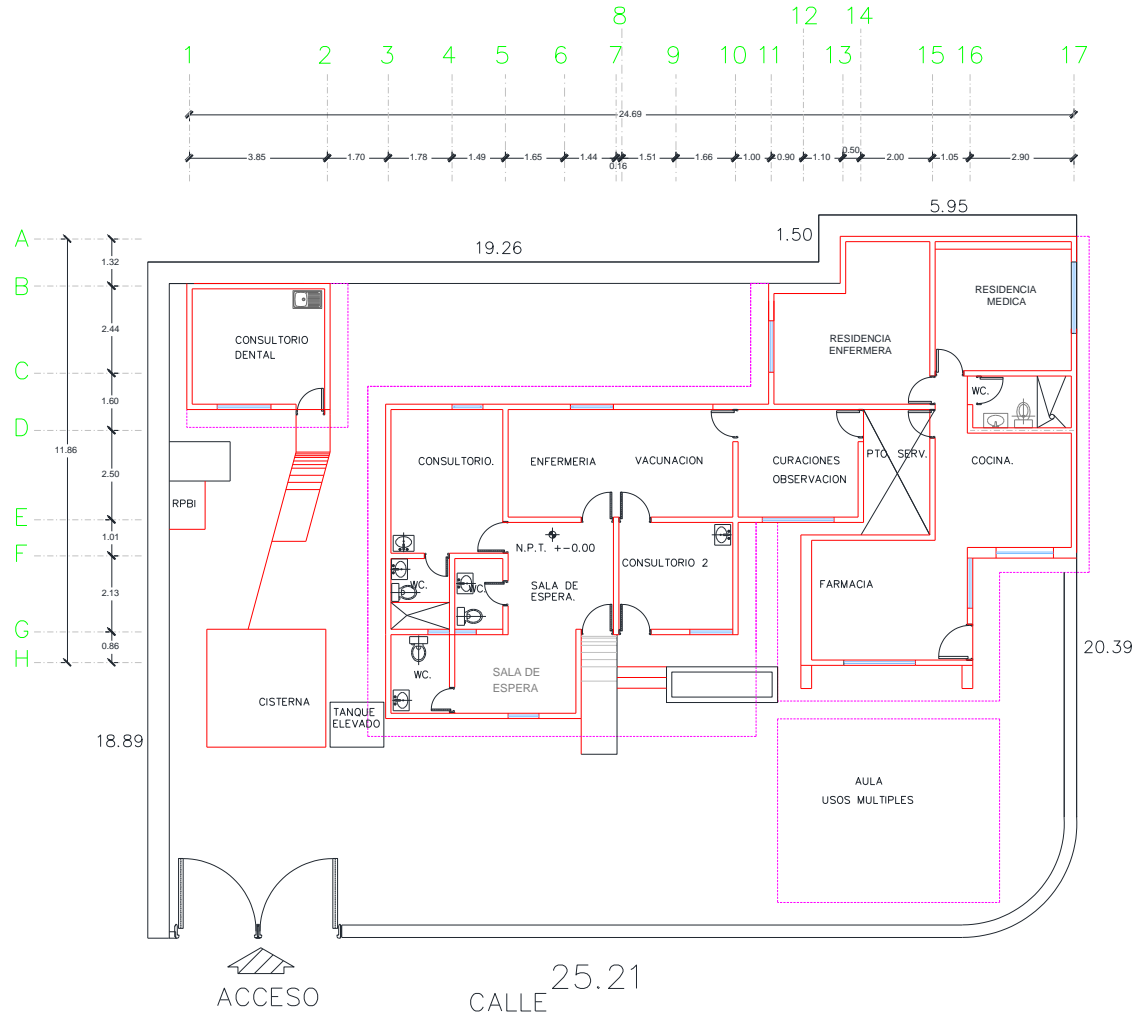 8 12 14
1 2 3 4 5 6 7 9 10 11 13 15 16 17
24.69
3.85 1.70 1.78 1.49 1.65 1.44 0.16 1.51 1.66 1.00 0.90 1.10 0.50 2.00 1.05 2.90
5.95
1.50
19.26
A
B
C
D
E
F
G
H
11.86
1.32
2.44
1.60
2.50
1.01
2.13
0.86
CONSULTORIO
DENTAL
RESIDENCIA
MEDICA
RESIDENCIA
ENFERMERA
WC.
CONSULTORIO.
ENFERMERIA
VACUNACION
CURACIONES
OBSERVACION
PTO. SERV.
COCINA.
RPBI
N.P.T. +-0.00
CONSULTORIO 2
WC.
WC.
SALA DE
ESPERA.
FARMACIA
WC.
SALA DE
ESPERA
CISTERNA
TANQUE
ELEVADO
18.89
20.39
AULA
USOS MULTIPLES
ACCESO
CALLE
25.21